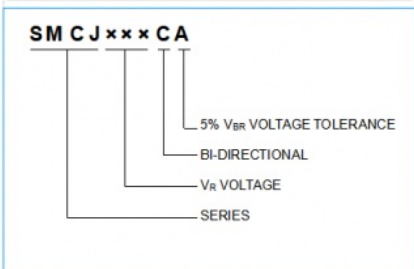 SMCJ×××CA
5% VBR VOLTAGE TOLERANCE
BI-DIRECTIONAL
VR VOLTAGE
SERIES